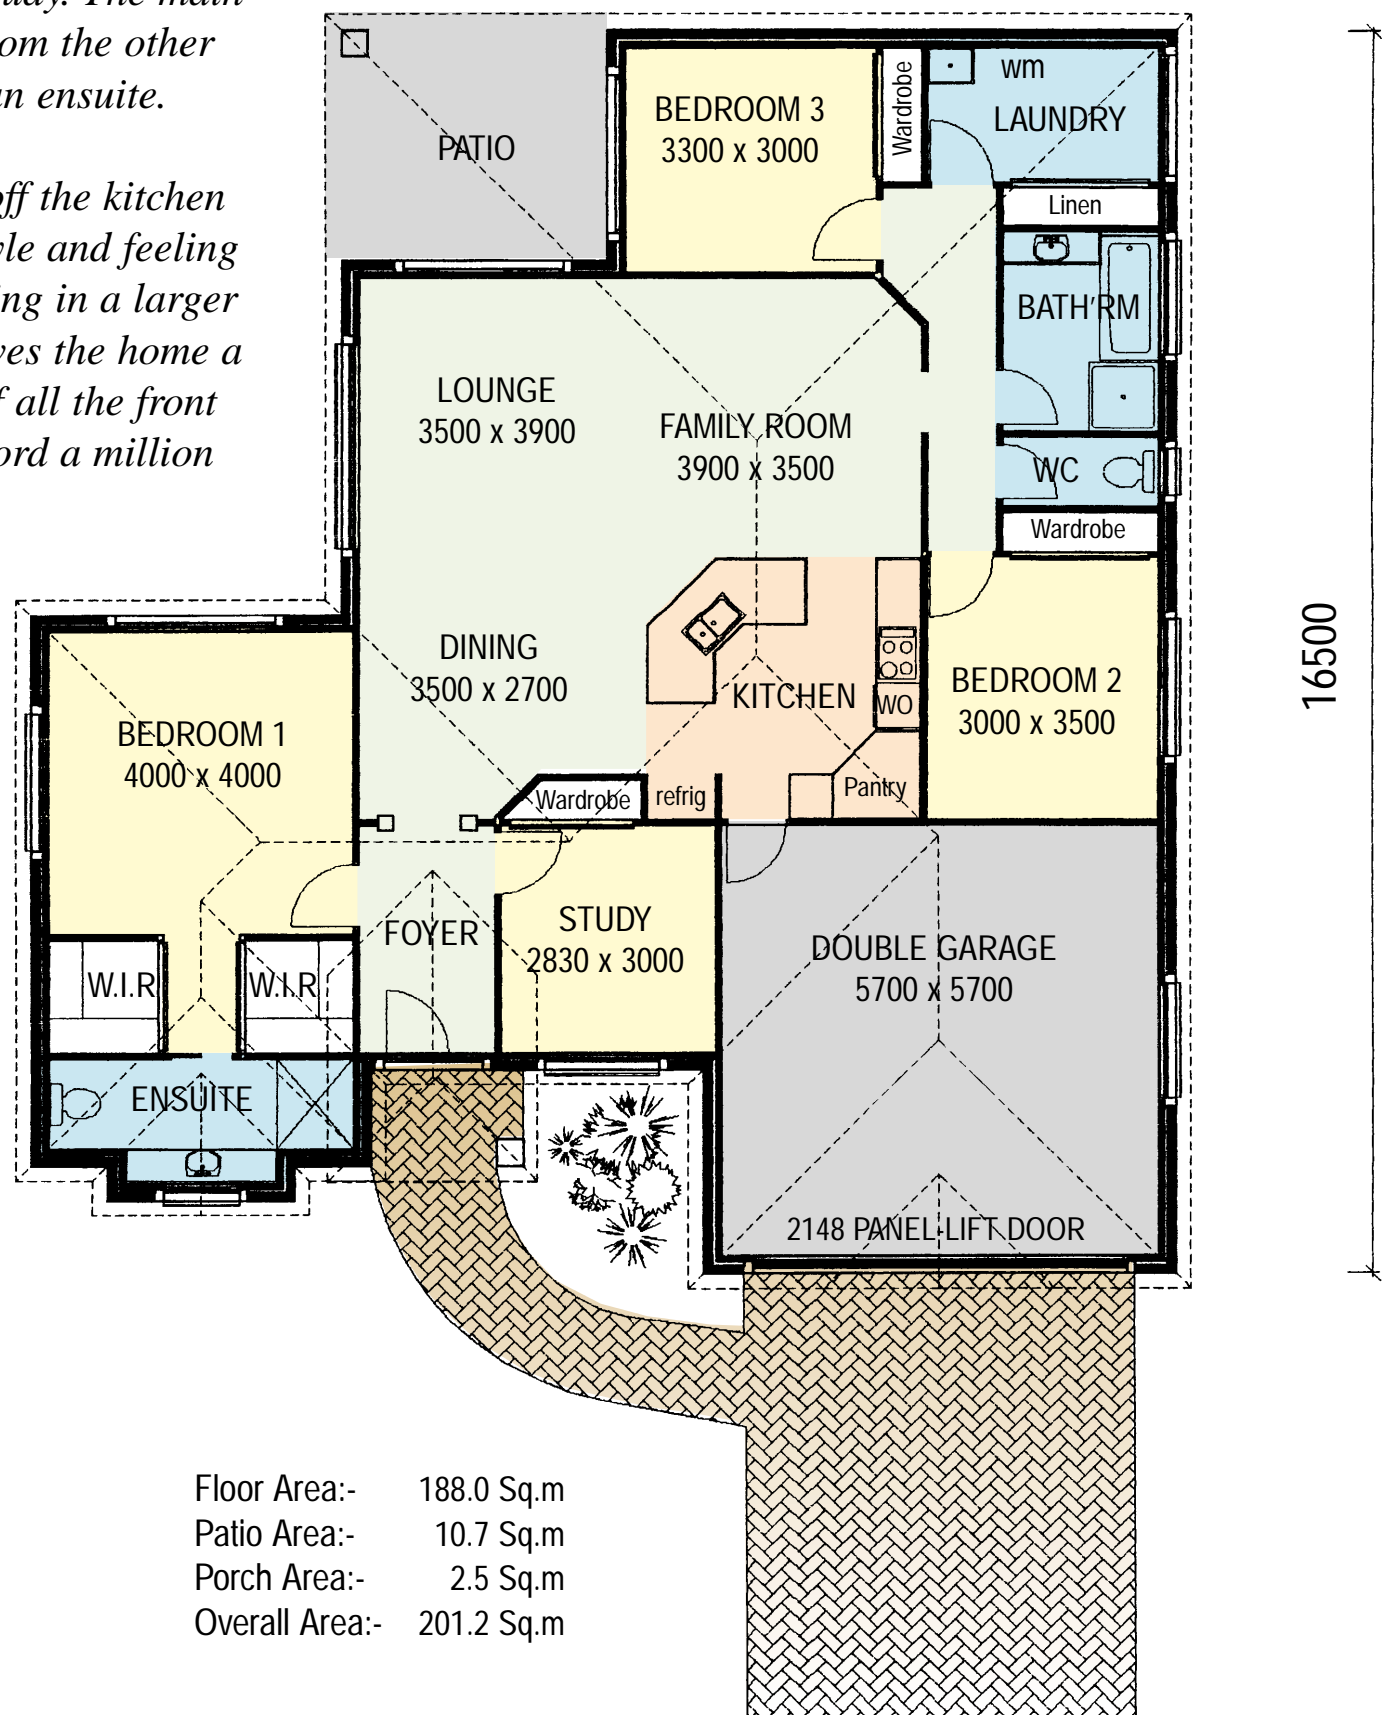 udy. The main
om the other
an ensuite.
off the kitchen
yle and feeling
ing in a larger
ves the home a
f all the front
ord a million
PATIO
BEDROOM 3
3300 x 3000
Wardrobe
wm
LAUNDRY
Linen
BATH'RM
LOUNGE
3500 x 3900
FAMILY ROOM
3900 x 3500
WC
Wardrobe
DINING
3500 x 2700
KITCHEN
WO
BEDROOM 2
3000 x 3500
16500
BEDROOM 1
4000 x 4000
Wardrobe
refrig
Pantry
FOYER
STUDY
2830 x 3000
DOUBLE GARAGE
5700 x 5700
W.I.R
W.I.R
ENSUITE
2148 PANEL-LIFT DOOR
Floor Area:- 188.0 Sq.m
Patio Area:- 10.7 Sq.m
Porch Area:- 2.5 Sq.m
Overall Area:- 201.2 Sq.m